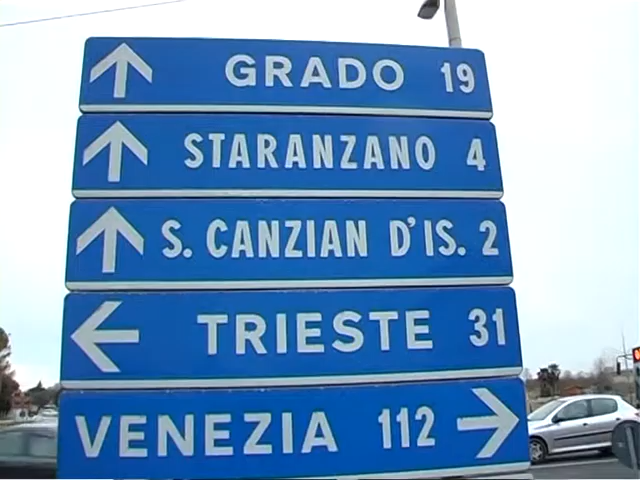 GRADO 19
STARANZANO 4
S. CANZIAN D'IS. 2
TRIESTE 31
VENEZIA 112